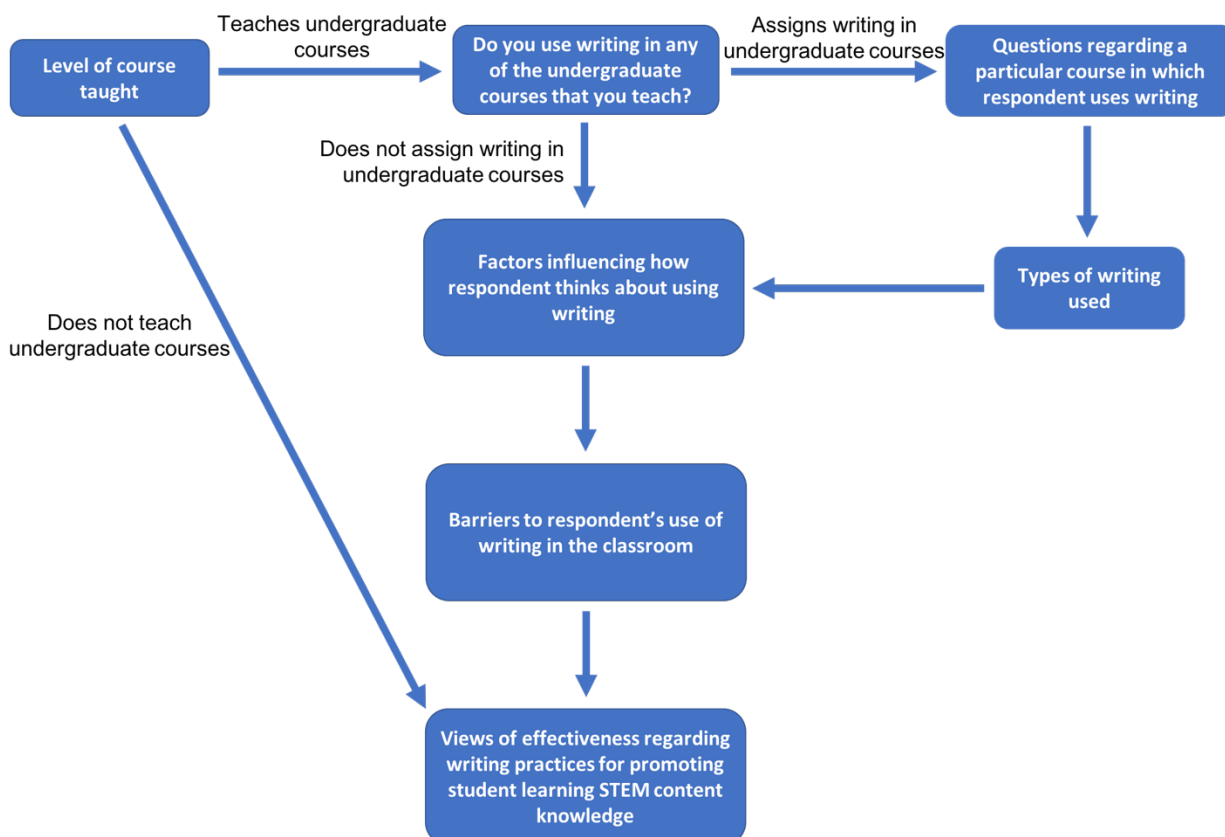 Teaches undergraduate
courses
Assigns writing in
undergraduate courses
Level of course
taught
Do you use writing in any
of the undergraduate
courses that you teach?
Questions regarding a
particular course in which
respondent uses writing
Does not assign writing in
undergraduate courses
Factors influencing how
respondent thinks about using
writing
Types of writing
used
Does not teach
undergraduate courses
Barriers to respondent's use of
writing in the classroom
Views of effectiveness regarding
writing practices for promoting
student learning STEM content
knowledge